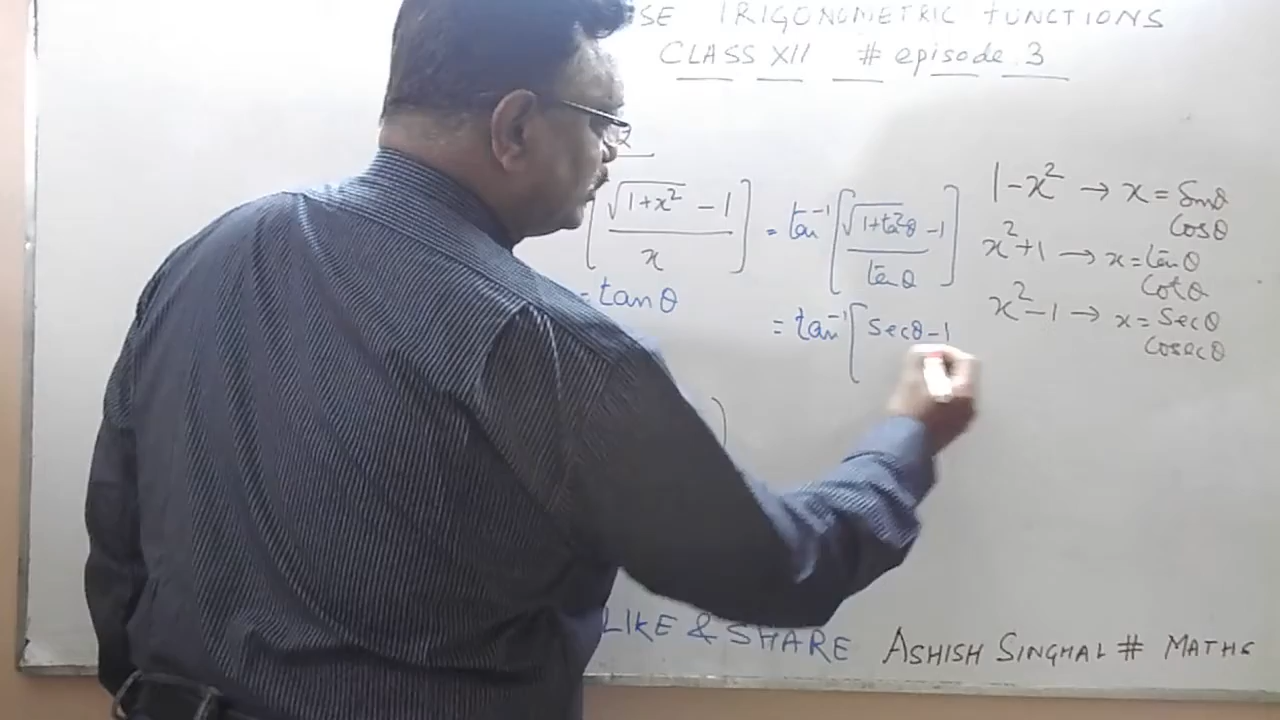 SE TRIGONOMETRIC FUNCTIONS
CLASS XII # episode 3
[√(1+x²) - 1 / x] = tan⁻¹ [√(1+tan²θ) - 1 / tanθ]
= tanθ
= tan⁻¹ [ secθ - 1
1 - x² → x = Sinθ
Cosθ
x² + 1 → x = tanθ
Cotθ
x² - 1 → x = Secθ
Cosecθ
LIKE & SHARE
ASHISH SINGHAL # MATHS